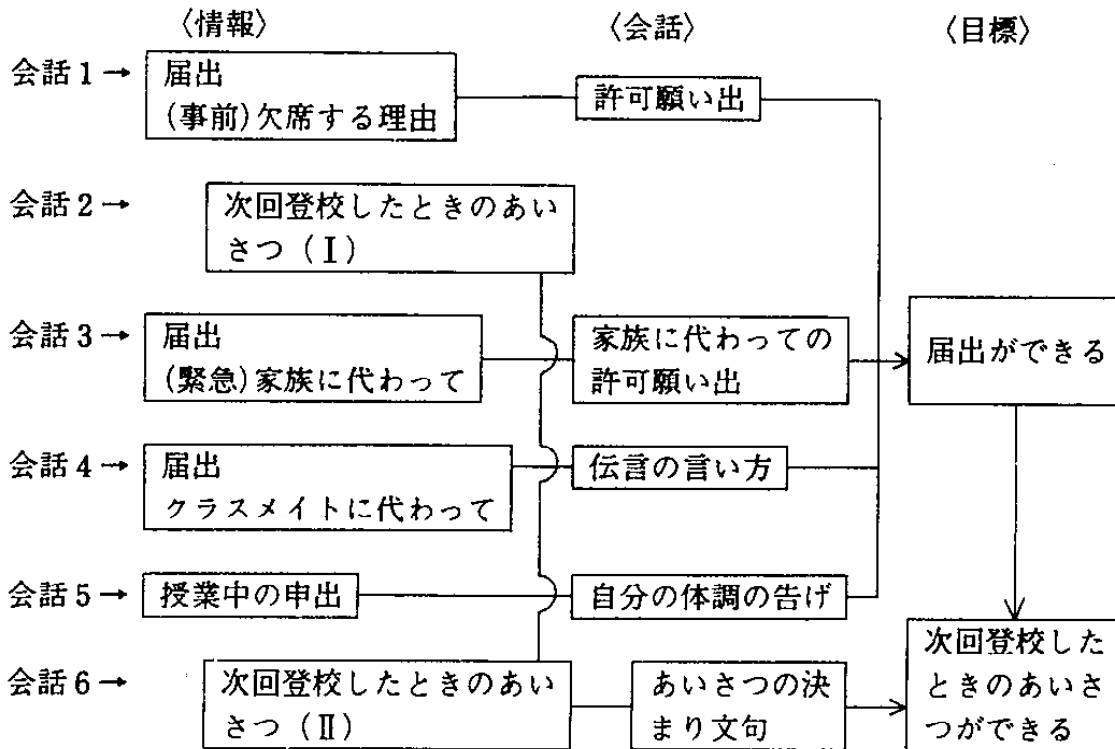 〈情報〉 〈会話〉 〈目標〉
会話1→
届出
(事前)欠席する理由
許可願い出
会話2→
次回登校したときのあい
さつ(Ⅰ)
会話3→
届出
(緊急)家族に代わって
家族に代わっての
許可願い出
届出ができる
会話4→
届出
クラスメイトに代わって
伝言の言い方
会話5→
授業中の申出
自分の体調の告げ
会話6→
次回登校したときのあい
さつ(Ⅱ)
あいさつの決
まり文句
次回登校した
ときのあいさ
つができる